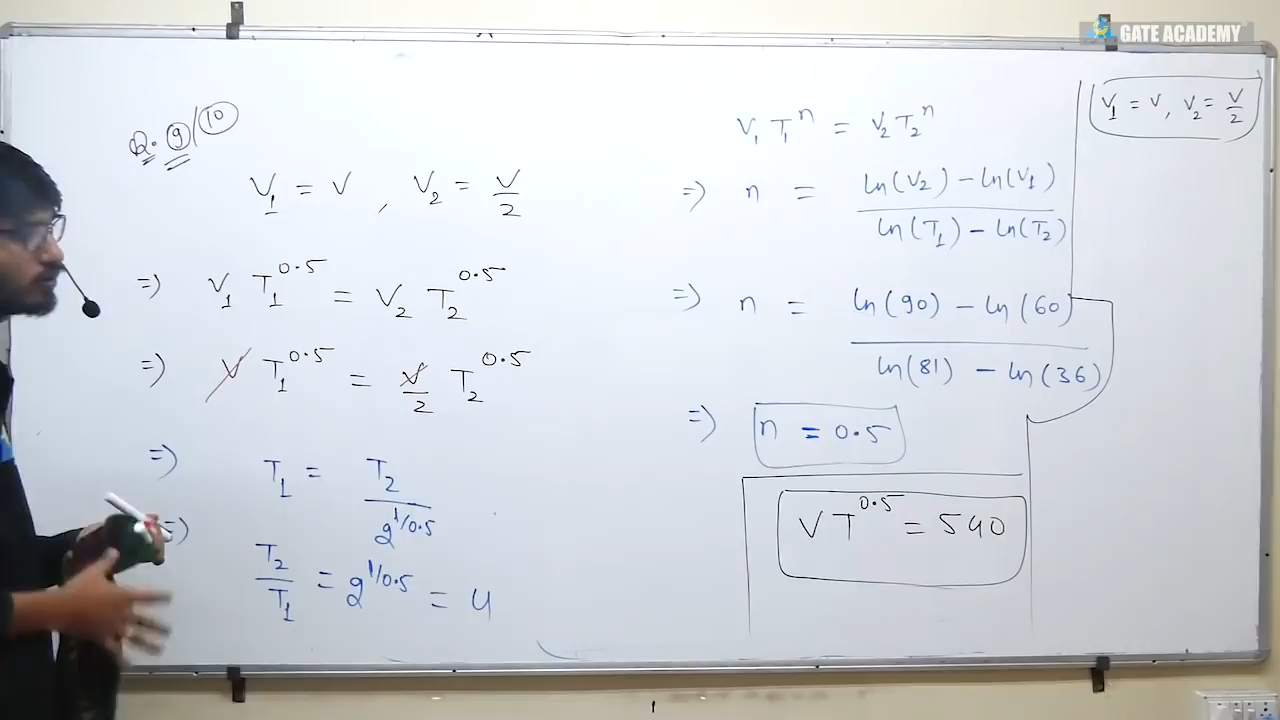 GATE ACADEMY
Q. 9/10
V₁ = V , V₂ = V/2
=) V₁ T₁^0.5 = V₂ T₂^0.5
=) V T₁^0.5 = V/2 T₂^0.5
=) T₁ = T₂ / 2^1/0.5
=) T₂/T₁ = 2^1/0.5 = 4
V₁ T₁^n = V₂ T₂^n
=) n = ln(V₂) - ln(V₁) / ln(T₁) - ln(T₂)
=) n = ln(90) - ln(60) / ln(81) - ln(36)
=) n = 0.5
V T^0.5 = 540
V₁ = V, V₂ = V/2